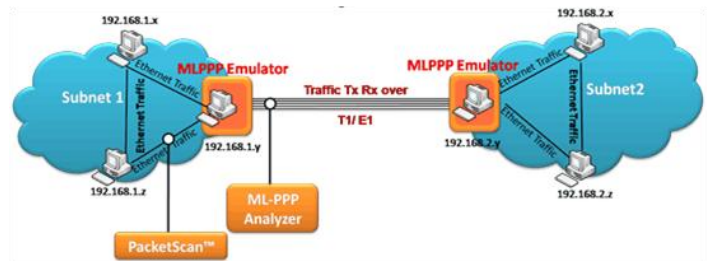 192.168.1.x
192.168.2.x
MLPPP Emulator
MLPPP Emulator
Ethernet Traffic
Ethernet Traffic
Subnet 1
Ethernet Traffic
Traffic Tx Rx over
Ethernet Traffic
Subnet2
T1/ E1
Ethernet Traffic
Ethernet Traffic
192.168.1.y
192.168.2.y
192.168.1.z
192.168.2.z
ML-PPP
Analyzer
PacketScan™